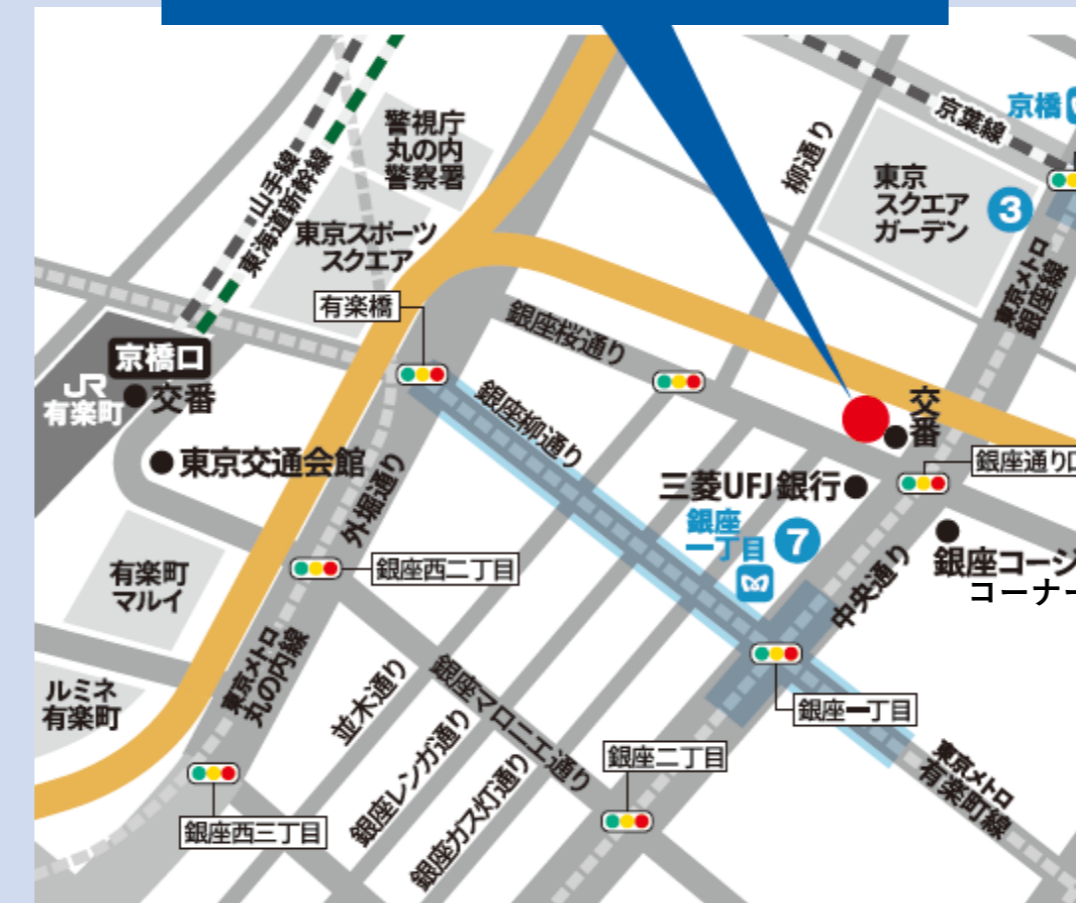 京橋
京葉線
警視庁
丸の内
警察署
柳通り
山手線
東海道新幹線
東京
スクエア
ガーデン
3
東京スポーツ
スクエア
東京メトロ
銀座線
有楽橋
銀座桜通り
京橋口
JR
有楽町
交番
銀座柳通り
交番
東京交通会館
銀座通り口
三菱UFJ銀行
外堀通り
銀座
一丁目
7
有楽町
マルイ
銀座西二丁目
中央通り
銀座コージ
コーナー
東京メトロ
丸の内線
ルミネ
有楽町
並木通り
銀座マロニエ通り
銀座一丁目
銀座レンガ通り
銀座ガス灯通り
銀座二丁目
東京メトロ
有楽町線
銀座西三丁目